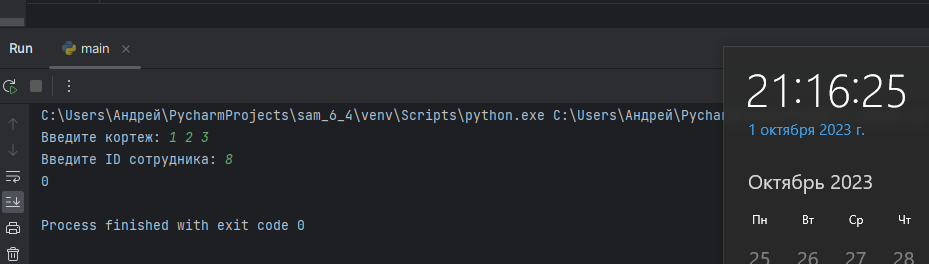 Run main
21:16:25
C:\Users\Андрей\PycharmProjects\sam_6_4\venv\Scripts\python.exe C:\Users\Андрей\Pychar
1 октября 2023 г.
Введите кортеж: 1 2 3
Введите ID сотрудника: 8
0
Октябрь 2023
Process finished with exit code 0
Пн Вт Ср Чт
25 26 27 28